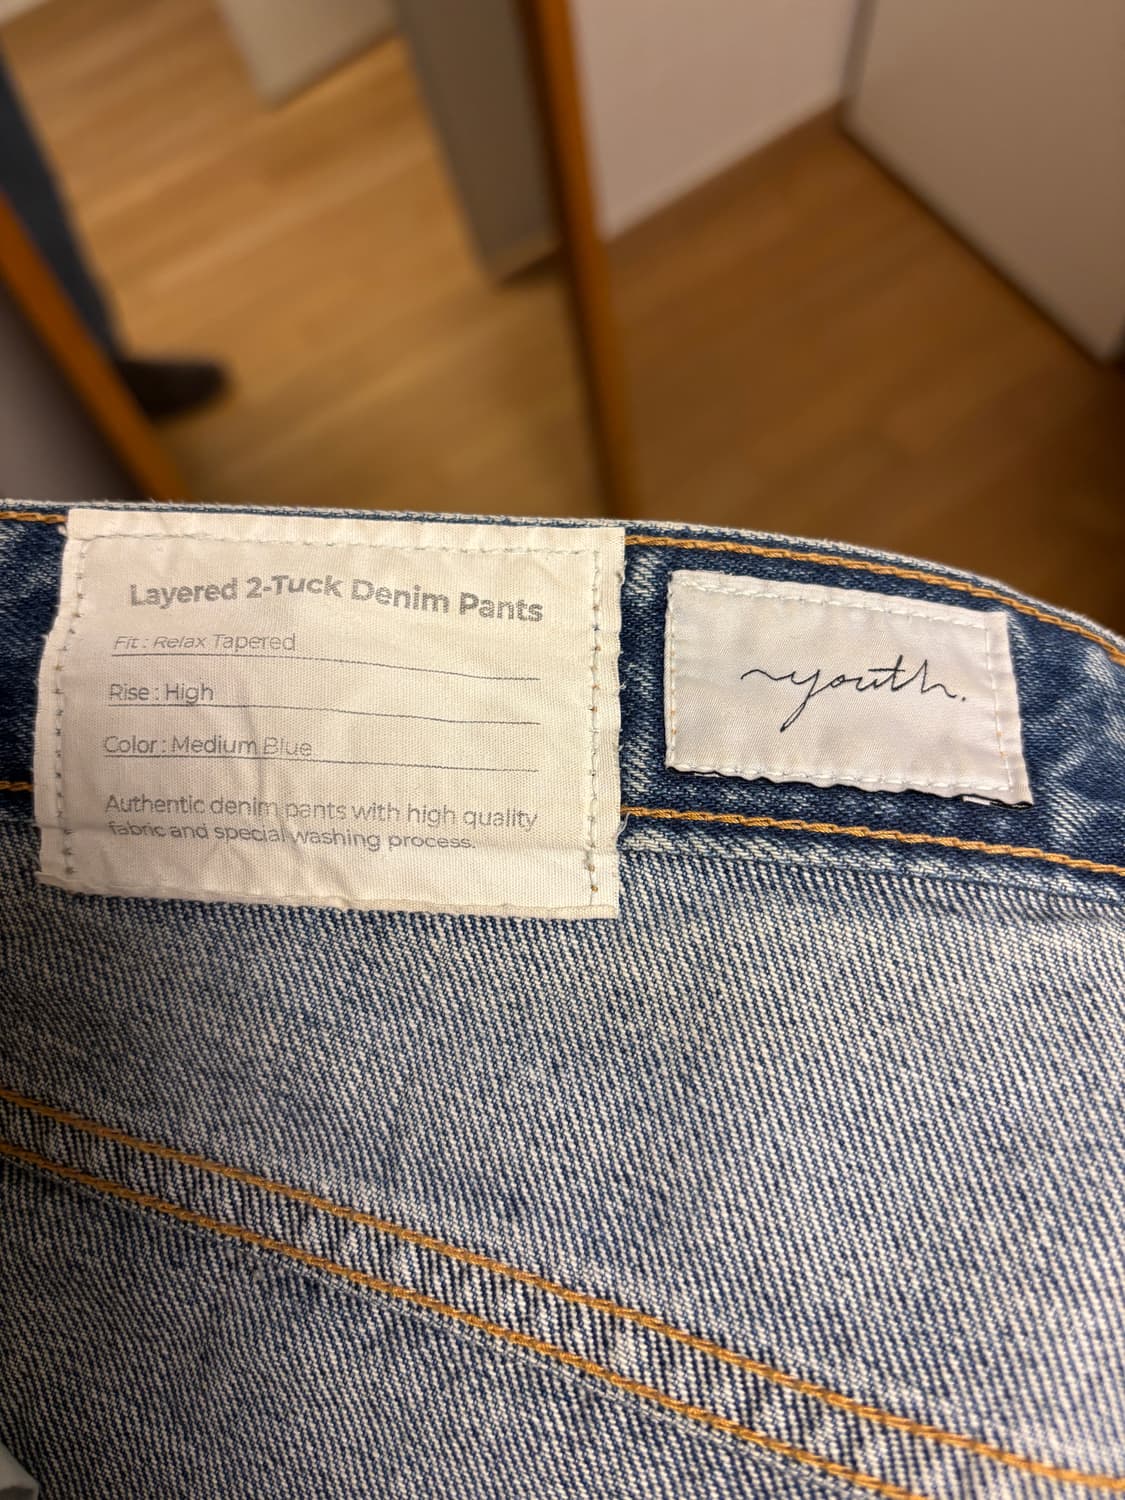 Layered 2-Tuck Denim Pants
Fit : Relax Tapered
Rise : High
Color : Medium Blue
Authentic denim pants with high quality
fabric and special washing process.
~youth.